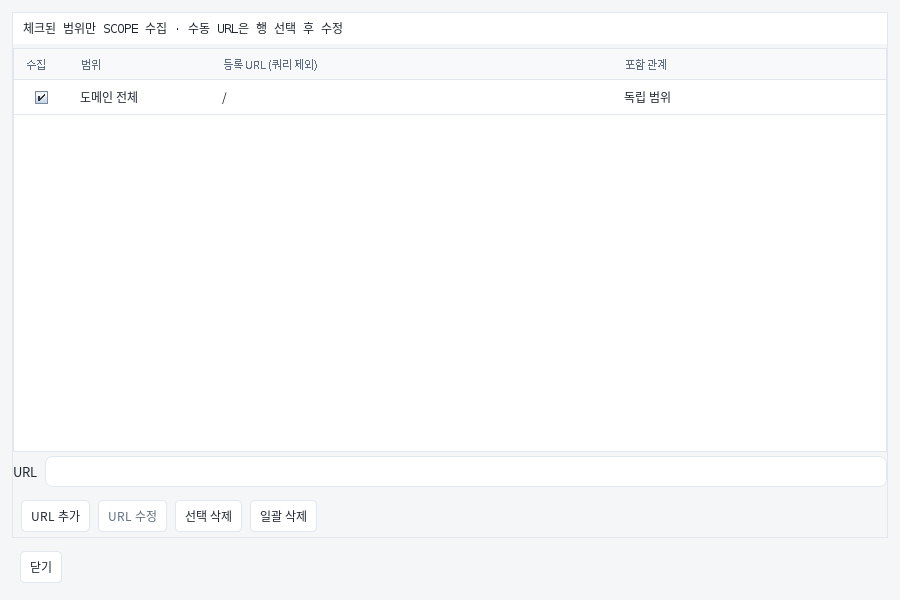 체크된 범위만 SCOPE 수집 · 수동 URL은 행 선택 후 수정
수집 범위 등록 URL (쿼리 제외) 포함 관계
도메인 전체 / 독립 범위
URL
URL 추가 URL 수정 선택 삭제 일괄 삭제
닫기